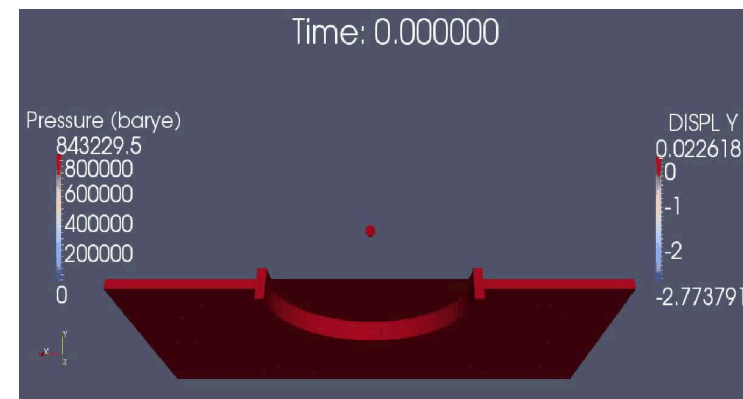 Time: 0.000000
Pressure (barye)
843229.5
800000
600000
400000
200000
0
DISPL Y
0.022618
0
-1
-2
-2.773791
Y
Z